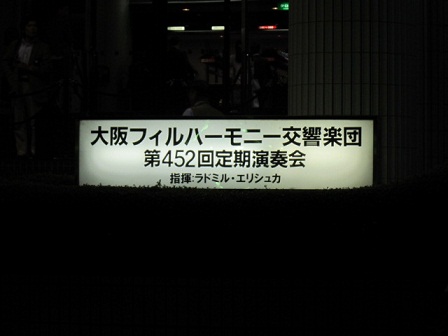 大阪フィルハーモニー交響楽団
第452回定期演奏会
指揮:ラドミル・エリシュカ